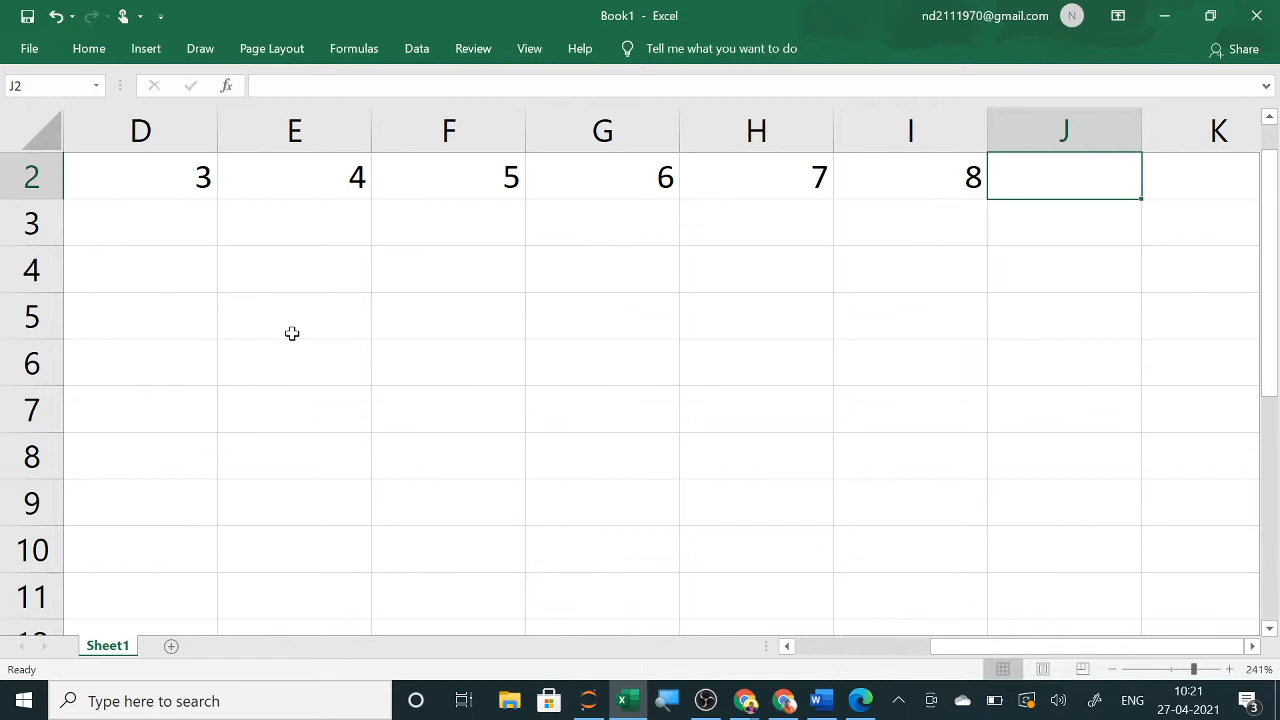 Book1 - Excel
nd2111970@gmail.com
N
File
Home
Insert
Draw
Page Layout
Formulas
Data
Review
View
Help
Tell me what you want to do
Share
J2
fx
D E F G H I J K
2 3 4 5 6 7 8
3
4
5
6
7
8
9
10
11
Sheet1
Ready
241%
Type here to search
ENG
10:21
27-04-2021
3